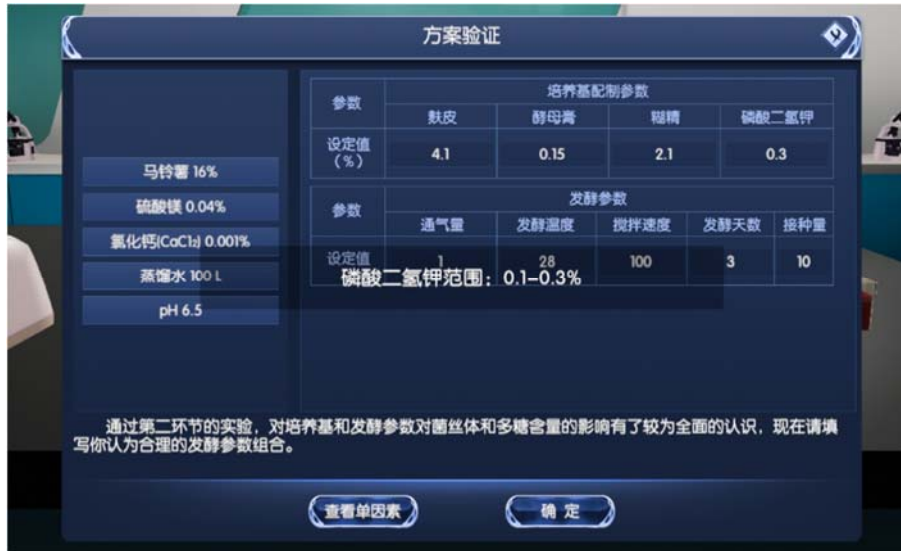 方案验证
马铃薯 16%
硫酸镁 0.04%
氯化钙(CaC1₂) 0.001%
蒸馏水 100 L
pH 6.5
参数 培养基配制参数
麸皮 酵母膏 糊精 磷酸二氢钾
设定值(%) 4.1 0.15 2.1 0.3
参数 发酵参数
通气量 发酵温度 搅拌速度 发酵天数 接种量
设定值 1 28 100 3 10
磷酸二氢钾范围：0.1-0.3%
通过第二环节的实验，对培养基和发酵参数对菌丝体和多糖含量的影响有了较为全面的认识，现在请填
写你认为合理的发酵参数组合。
查看单因素 确 定